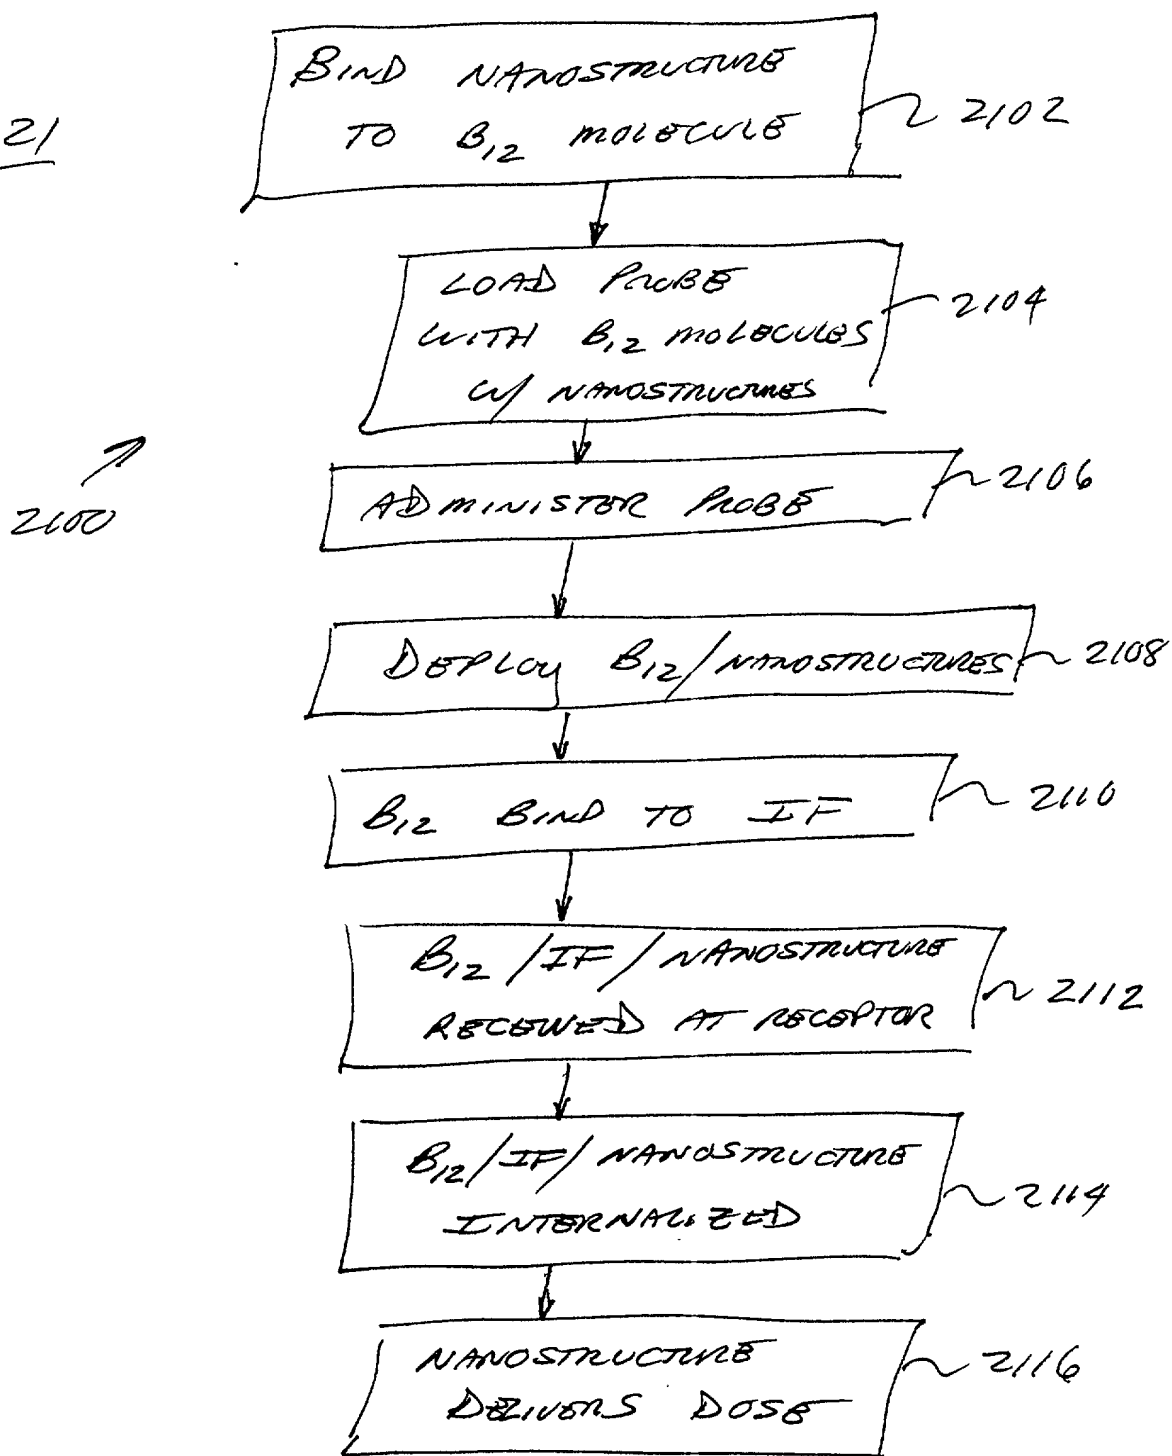 21
BIND NANOSTRUCTURE
TO B12 MOLECULE
2102
LOAD PROBE
WITH B12 MOLECULES
W/ NANOSTRUCTURES
2104
2100
ADMINISTER PROBE
2106
DEPLOY B12/NANOSTRUCTURES
2108
B12 BIND TO IF
2110
B12/IF/NANOSTRUCTURE
RECEIVED AT RECEPTOR
2112
B12/IF/NANOSTRUCTURE
INTERNALIZED
2114
NANOSTRUCTURE
DELIVERS DOSE
2116